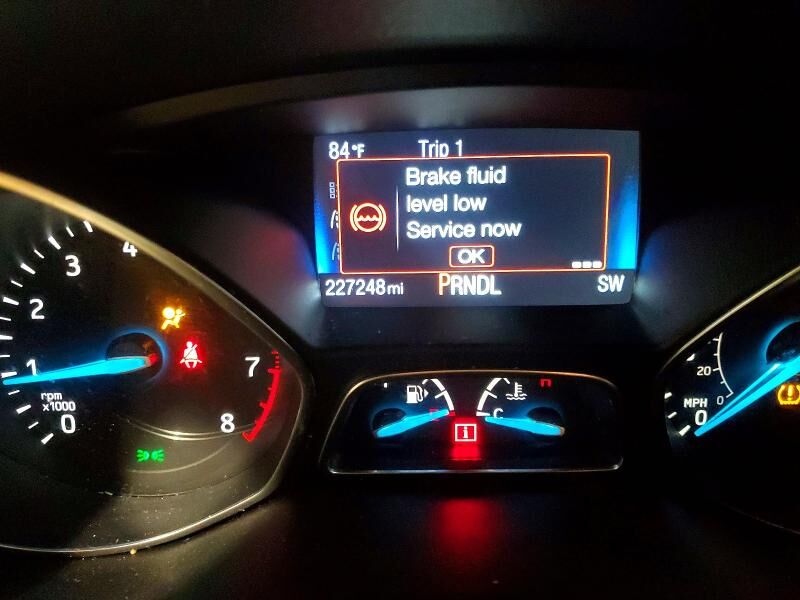 84°F Trip 1
Brake fluid
level low
Service now
OK
227248 mi PRNDL SW
4
3
2
1
0
7
8
rpm
x1000
C
i
20
0
MPH 0